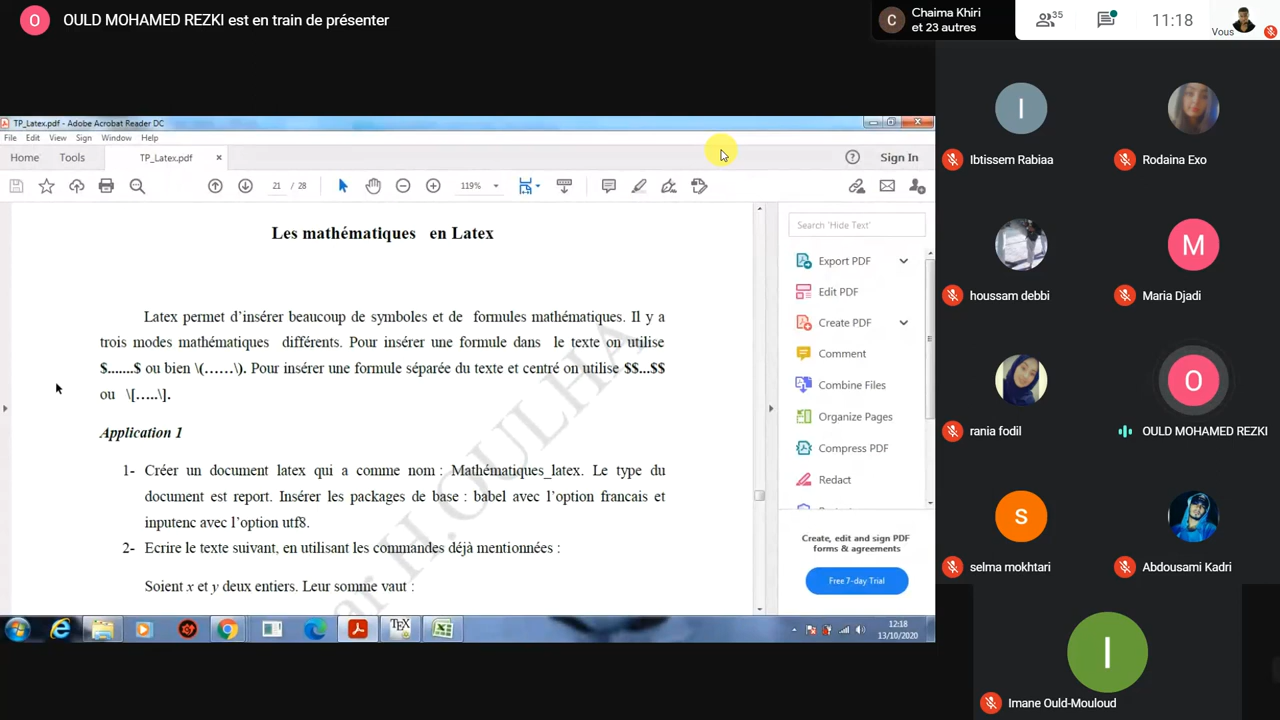 O OULD MOHAMED REZKI est en train de présenter
C Chaima Khiri
et 23 autres
35
11:18
Vous
TP_Latex.pdf - Adobe Acrobat Reader DC
File Edit View Sign Window Help
Home Tools TP_Latex.pdf × ? Sign In
21 / 28 119%
Les mathématiques en Latex
Latex permet d'insérer beaucoup de symboles et de formules mathématiques. Il y a
trois modes mathématiques différents. Pour insérer une formule dans le texte on utilise
$.......$ ou bien \(......\). Pour insérer une formule séparée du texte et centré on utilise $$...$$
ou \[.....\].
Application 1
1- Créer un document latex qui a comme nom : Mathématiques_latex. Le type du
document est report. Insérer les packages de base : babel avec l'option francais et
inputenc avec l'option utf8.
2- Ecrire le texte suivant, en utilisant les commandes déjà mentionnées :
Soient x et y deux entiers. Leur somme vaut :
ar H.OULHA
Search 'Hide Text'
Export PDF
Edit PDF
Create PDF
Comment
Combine Files
Organize Pages
Compress PDF
Redact
Create, edit and sign PDF
forms & agreements
Free 7-day Trial
TEX
12:18
13/10/2020
I
Ibtissem Rabiaa
Rodaina Exo
houssam debbi
M
Maria Djadi
rania fodil
O
OULD MOHAMED REZKI
S
selma mokhtari
Abdousami Kadri
I
Imane Ould-Mouloud